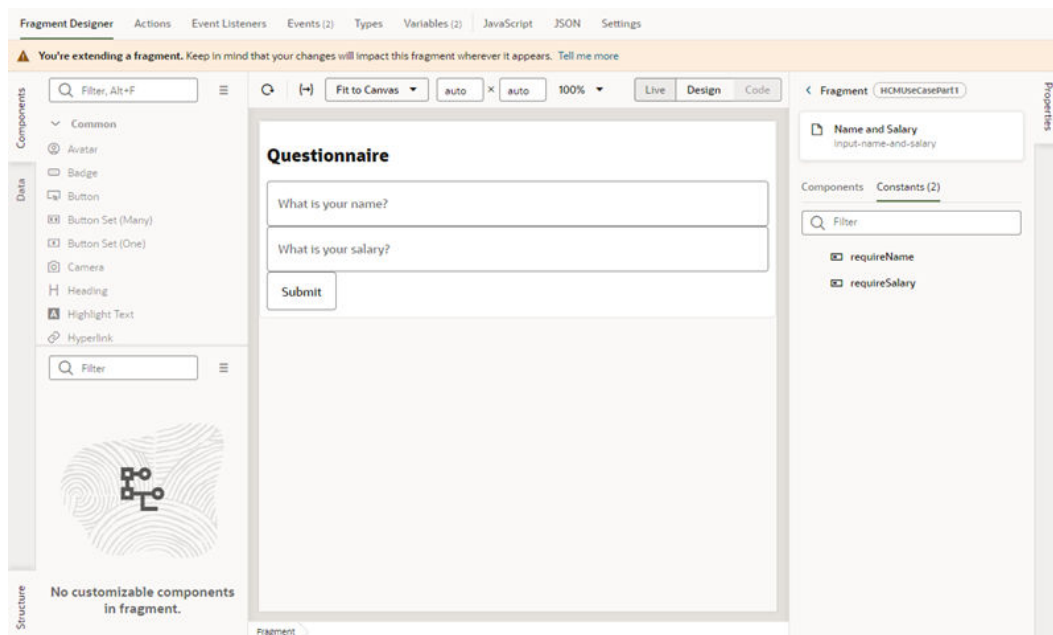 Fragment Designer Actions Event Listeners Events (2) Types Variables (2) JavaScript JSON Settings
You're extending a fragment. Keep in mind that your changes will impact this fragment wherever it appears. Tell me more
Components
Data
Structure
Filter, Alt+F
Common
Avatar
Badge
Button
Button Set (Many)
Button Set (One)
Camera
Heading
Highlight Text
Hyperlink
Filter
No customizable components
in fragment.
Fit to Canvas auto × auto 100% Live Design Code
Questionnaire
What is your name?
What is your salary?
Submit
Fragment
Fragment HCMUseCasePart1
Name and Salary
input-name-and-salary
Components Constants (2)
Filter
requireName
requireSalary
Properties